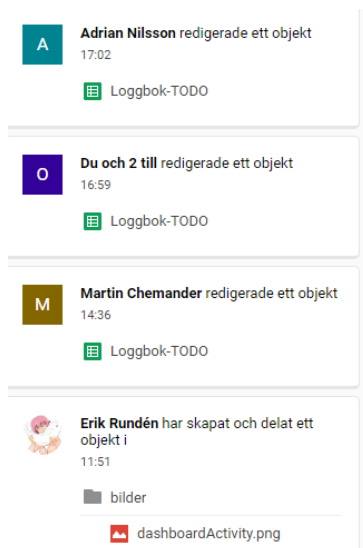 A
Adrian Nilsson redigerade ett objekt
17:02
Loggbok-TODO
O
Du och 2 till redigerade ett objekt
16:59
Loggbok-TODO
M
Martin Chemander redigerade ett objekt
14:36
Loggbok-TODO
Erik Rundén har skapat och delat ett
objekt i
11:51
bilder
dashboardActivity.png